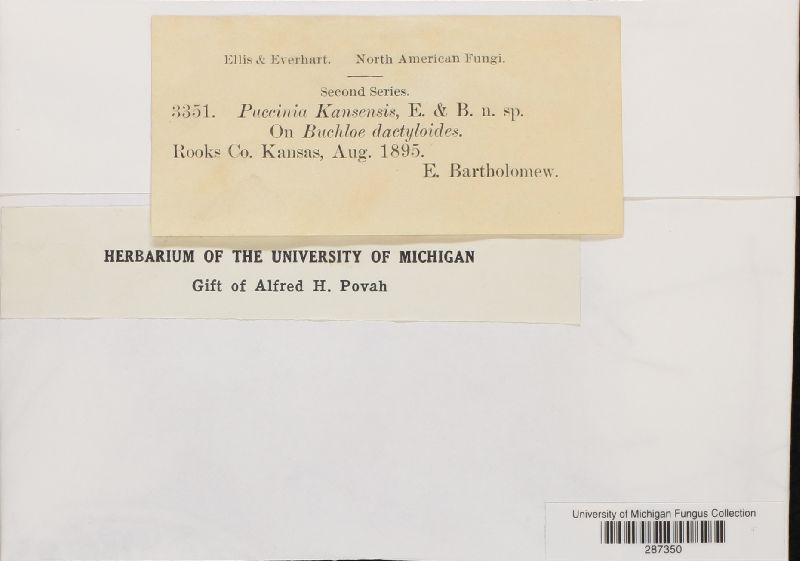 Ellis & Everhart. North American Fungi.
Second Series.
3351. Puccinia Kansensis, E. & B. n. sp.
On Buchloe dactyloides.
Rooks Co. Kansas, Aug. 1895.
E. Bartholomew.
HERBARIUM OF THE UNIVERSITY OF MICHIGAN
Gift of Alfred H. Povah
University of Michigan Fungus Collection
287350